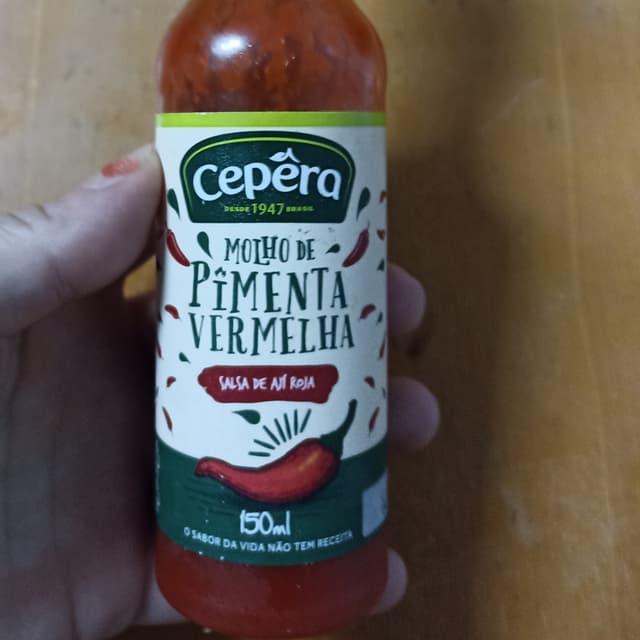 cepêra
DESDE 1947 BRASIL
MOLHO DE
PIMENTA
VERMELHA
SALSA DE AJÍ ROJA
150ml
O SABOR DA VIDA NÃO TEM RECEITA